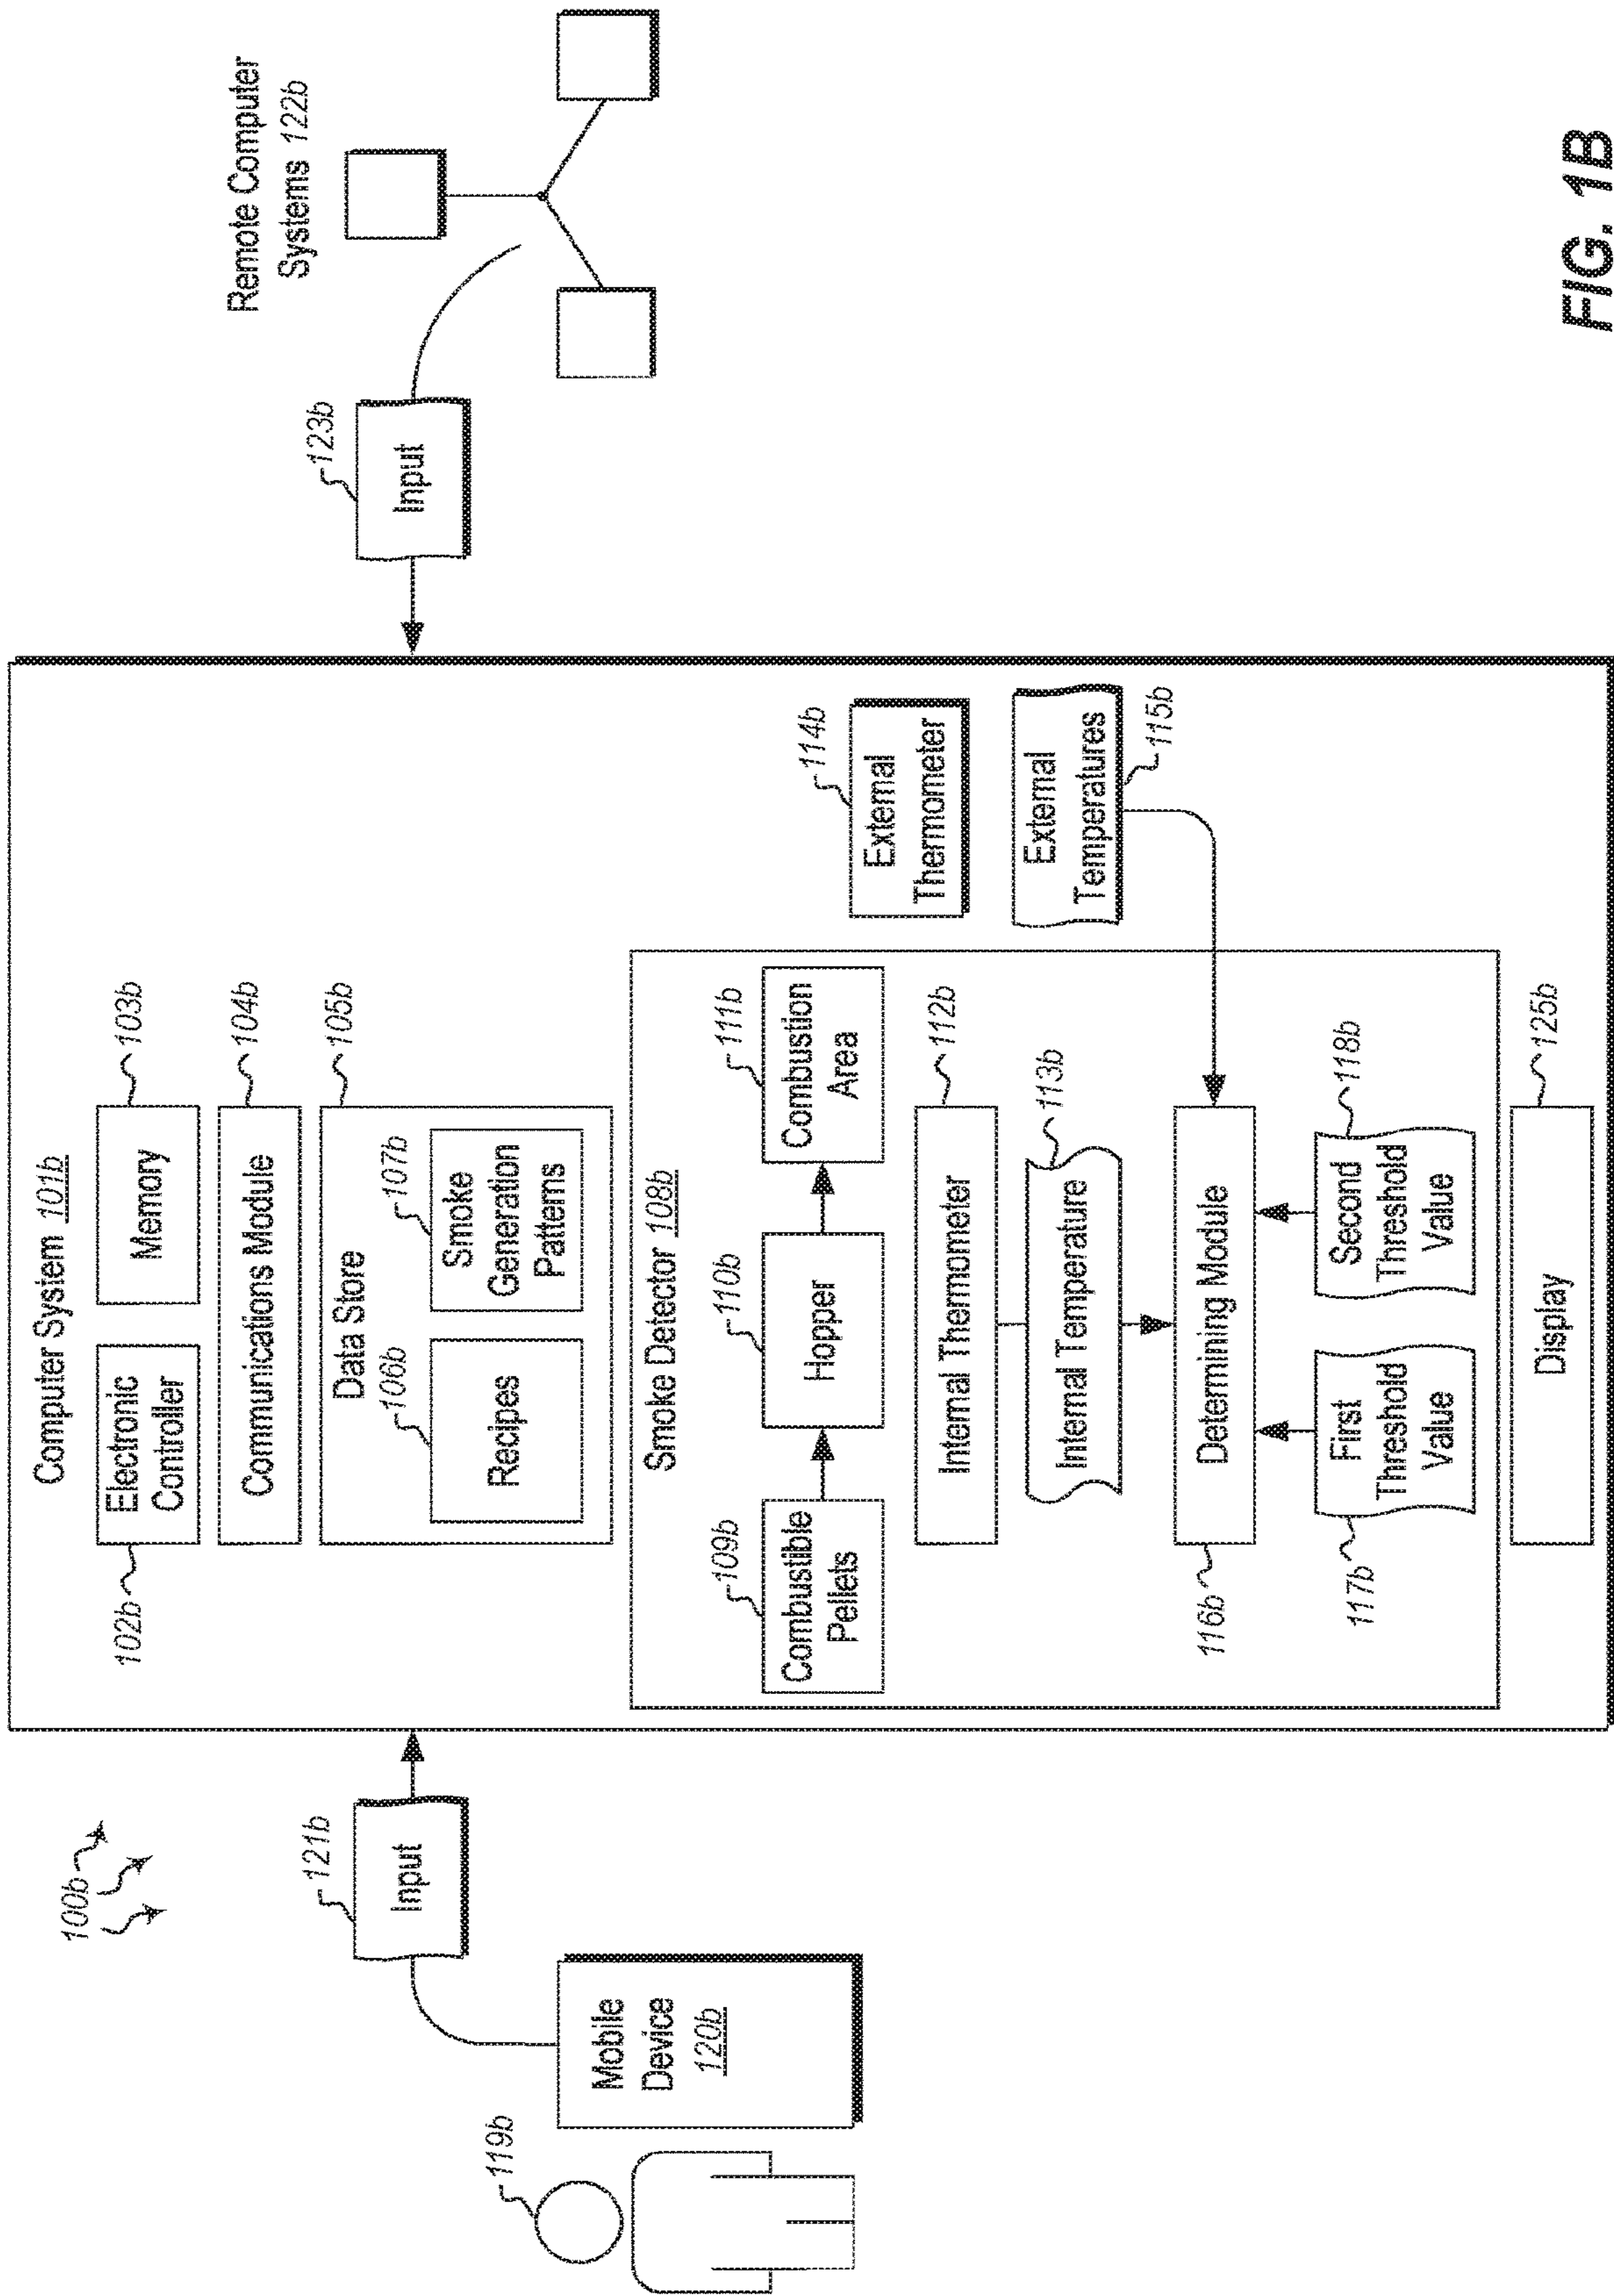 100b
Computer System 101b
Electronic
Controller
102b
Memory
103b
Communications Module
104b
Data Store
105b
106b
Recipes
107b
Smoke
Generation
Patterns
Smoke Detector 108b
109b
Combustible
Pellets
110b
Hopper
111b
Combustion
Area
Internal Thermometer
112b
Internal Temperature
113b
114b
External
Thermometer
External
Temperatures
115b
Determining Module
116b
First
Threshold
Value
117b
Second
Threshold
Value
118b
Display
125b
119b
Mobile
Device
120b
121b
Input
123b
Input
Remote Computer
Systems 122b
FIG. 1B